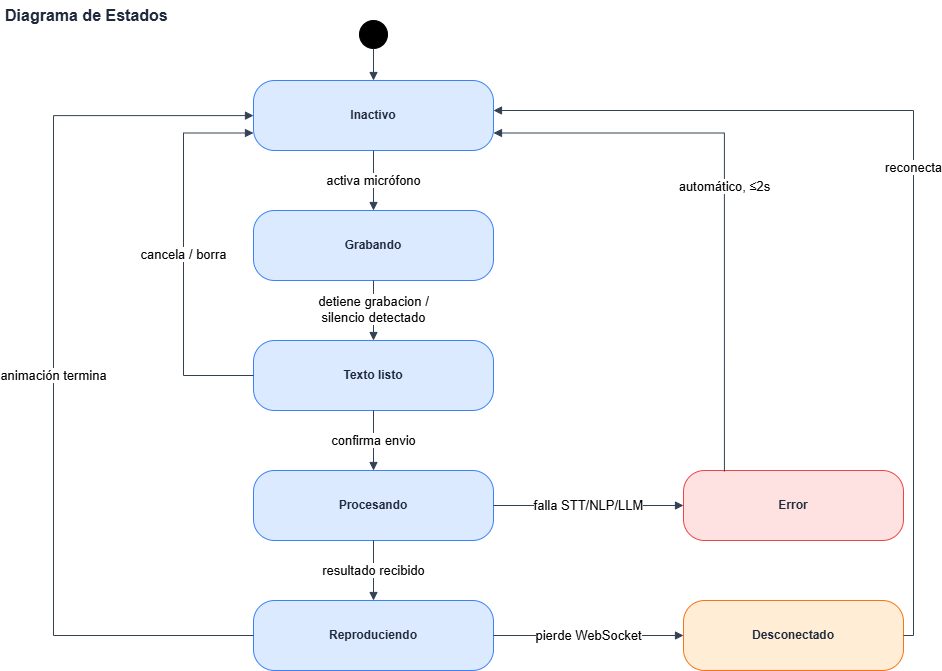 Diagrama de Estados
Inactivo
reconecta
activa micrófono
automático, ≤2s
Grabando
cancela / borra
detiene grabacion /
silencio detectado
Texto listo
animación termina
confirma envio
Procesando
falla STT/NLP/LLM
Error
resultado recibido
Reproduciendo
pierde WebSocket
Desconectado